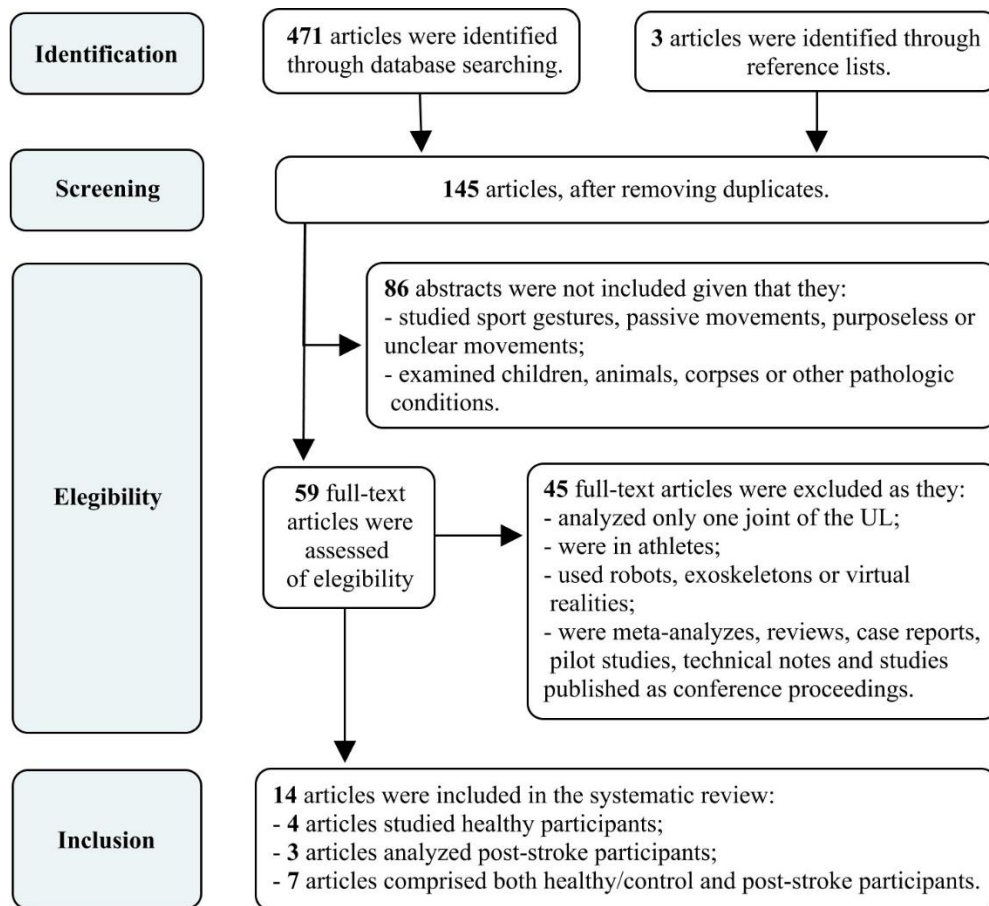 Identification
471 articles were identified
through database searching.
3 articles were identified through
reference lists.
Screening
145 articles, after removing duplicates.
Elegibility
86 abstracts were not included given that they:
- studied sport gestures, passive movements, purposeless or
unclear movements;
- examined children, animals, corpses or other pathologic
conditions.
59 full-text
articles were
assessed
of elegibility
45 full-text articles were excluded as they:
- analyzed only one joint of the UL;
- were in athletes;
- used robots, exoskeletons or virtual
realities;
- were meta-analyzes, reviews, case reports,
pilot studies, technical notes and studies
published as conference proceedings.
Inclusion
14 articles were included in the systematic review:
- 4 articles studied healthy participants;
- 3 articles analyzed post-stroke participants;
- 7 articles comprised both healthy/control and post-stroke participants.